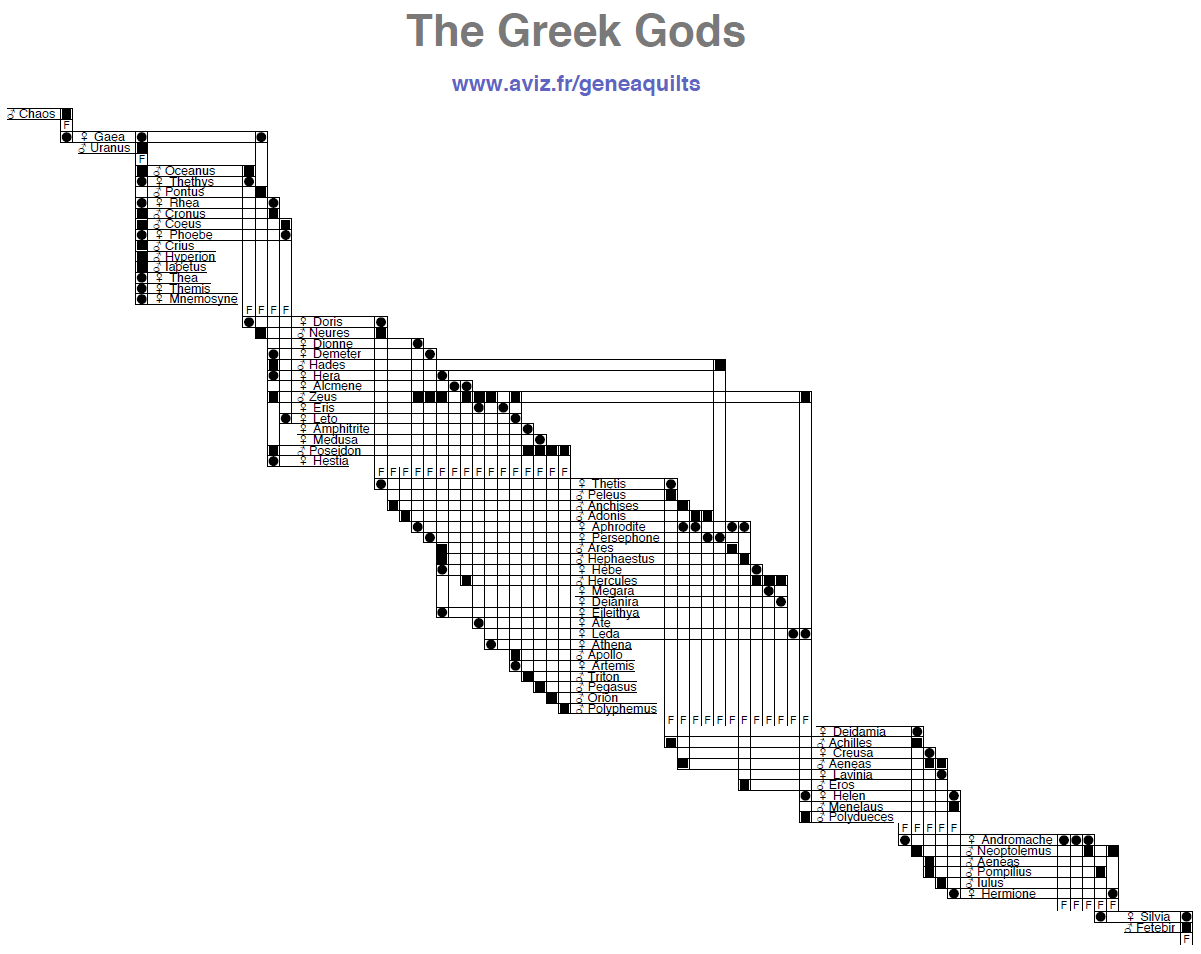 The Greek Gods
www.aviz.fr/geneaquilts
♂ Chaos
F
♀ Gaea
♂ Uranus
F
♂ Oceanus
♀ Thethys
♂ Pontus
♀ Rhea
♂ Cronus
♂ Coeus
♀ Phoebe
♂ Crius
♂ Hyperion
♂ Iapetus
♀ Thea
♀ Themis
♀ Mnemosyne
F F F F
♀ Doris
♂ Neures
♀ Dionne
♀ Demeter
♂ Hades
♀ Hera
♀ Alcmene
♂ Zeus
♀ Eris
♀ Leto
♀ Amphitrite
♀ Medusa
♂ Poseidon
♀ Hestia
F F F F F F F F F F F F F F F F
♀ Thetis
♂ Peleus
♂ Anchises
♂ Adonis
♀ Aphrodite
♀ Persephone
♂ Ares
♂ Hephaestus
♀ Hebe
♂ Hercules
♀ Megara
♀ Deianira
♀ Eileithya
♀ Ate
♀ Leda
♀ Athena
♂ Apollo
♀ Artemis
♂ Triton
♂ Pegasus
♂ Orion
♂ Polyphemus
F F F F F F F F F F F F
♀ Deidamia
♂ Achilles
♀ Creusa
♂ Aeneas
♀ Lavinia
♂ Eros
♀ Helen
♂ Menelaus
♂ Polydueces
F F F F F
♀ Andromache
♂ Neoptolemus
♂ Aeneas
♂ Pompilius
♂ Iulus
♀ Hermione
F F F F F
♀ Silvia
♂ Fetebir
F